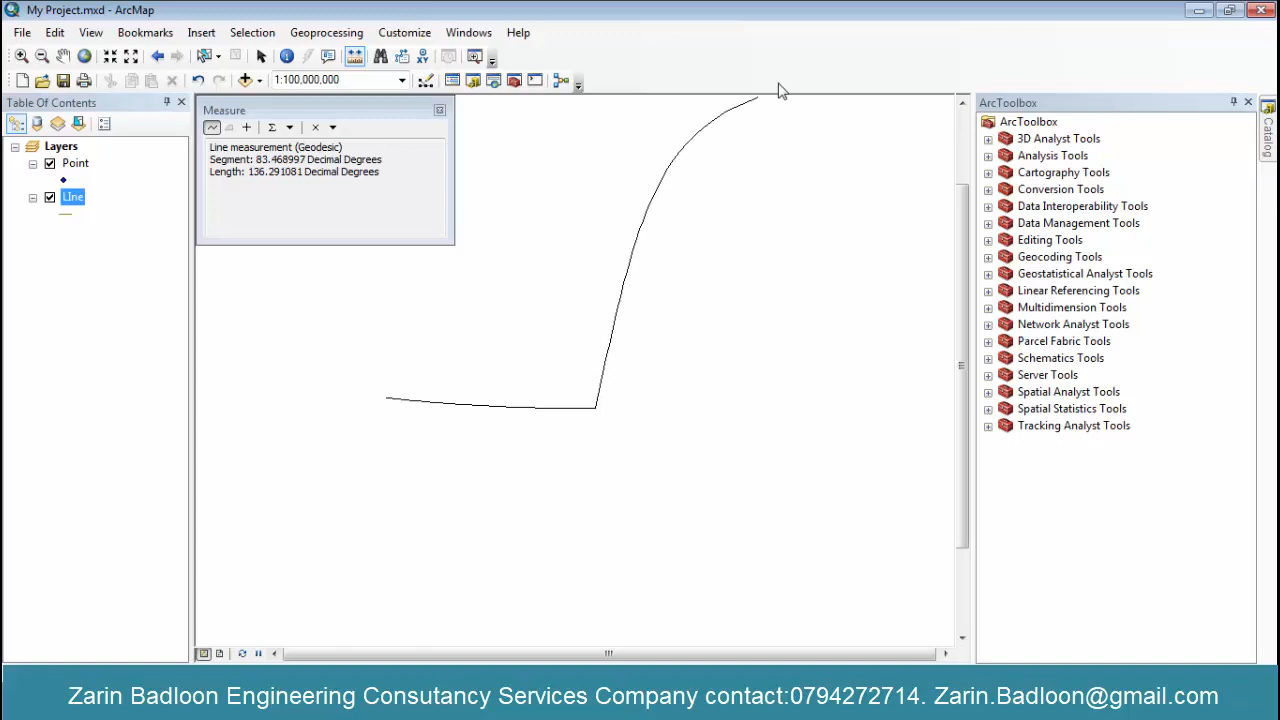 My Project.mxd - ArcMap
File Edit View Bookmarks Insert Selection Geoprocessing Customize Windows Help
1:100,000,000
Table Of Contents
Layers
Point
LIne
Measure
Line measurement (Geodesic)
Segment: 83.468997 Decimal Degrees
Length: 136.291081 Decimal Degrees
ArcToolbox
ArcToolbox
3D Analyst Tools
Analysis Tools
Cartography Tools
Conversion Tools
Data Interoperability Tools
Data Management Tools
Editing Tools
Geocoding Tools
Geostatistical Analyst Tools
Linear Referencing Tools
Multidimension Tools
Network Analyst Tools
Parcel Fabric Tools
Schematics Tools
Server Tools
Spatial Analyst Tools
Spatial Statistics Tools
Tracking Analyst Tools
Catalog
Zarin Badloon Engineering Consutancy Services Company contact:0794272714. Zarin.Badloon@gmail.com